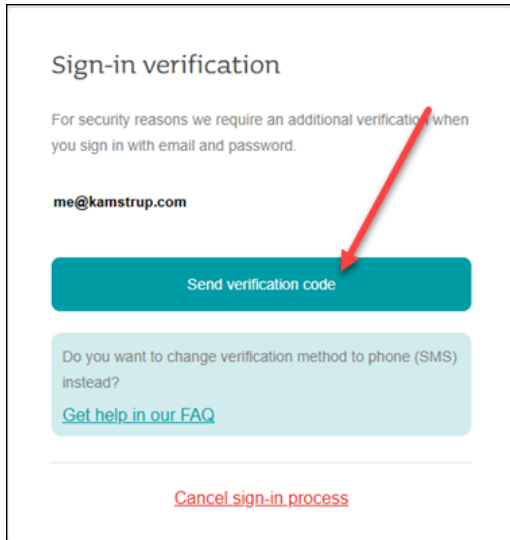 Sign-in verification
For security reasons we require an additional verification when
you sign in with email and password.
me@kamstrup.com
Send verification code
Do you want to change verification method to phone (SMS)
instead?
Get help in our FAQ
Cancel sign-in process